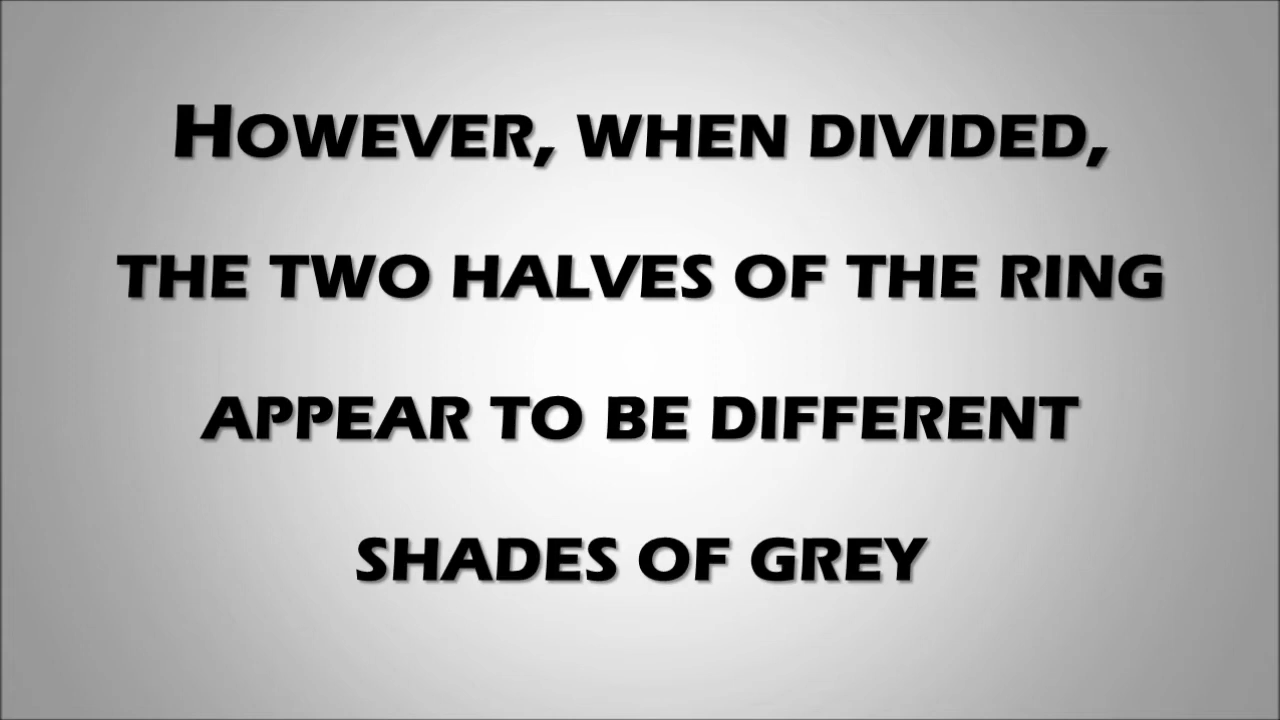 However, when divided,
the two halves of the ring
appear to be different
shades of grey